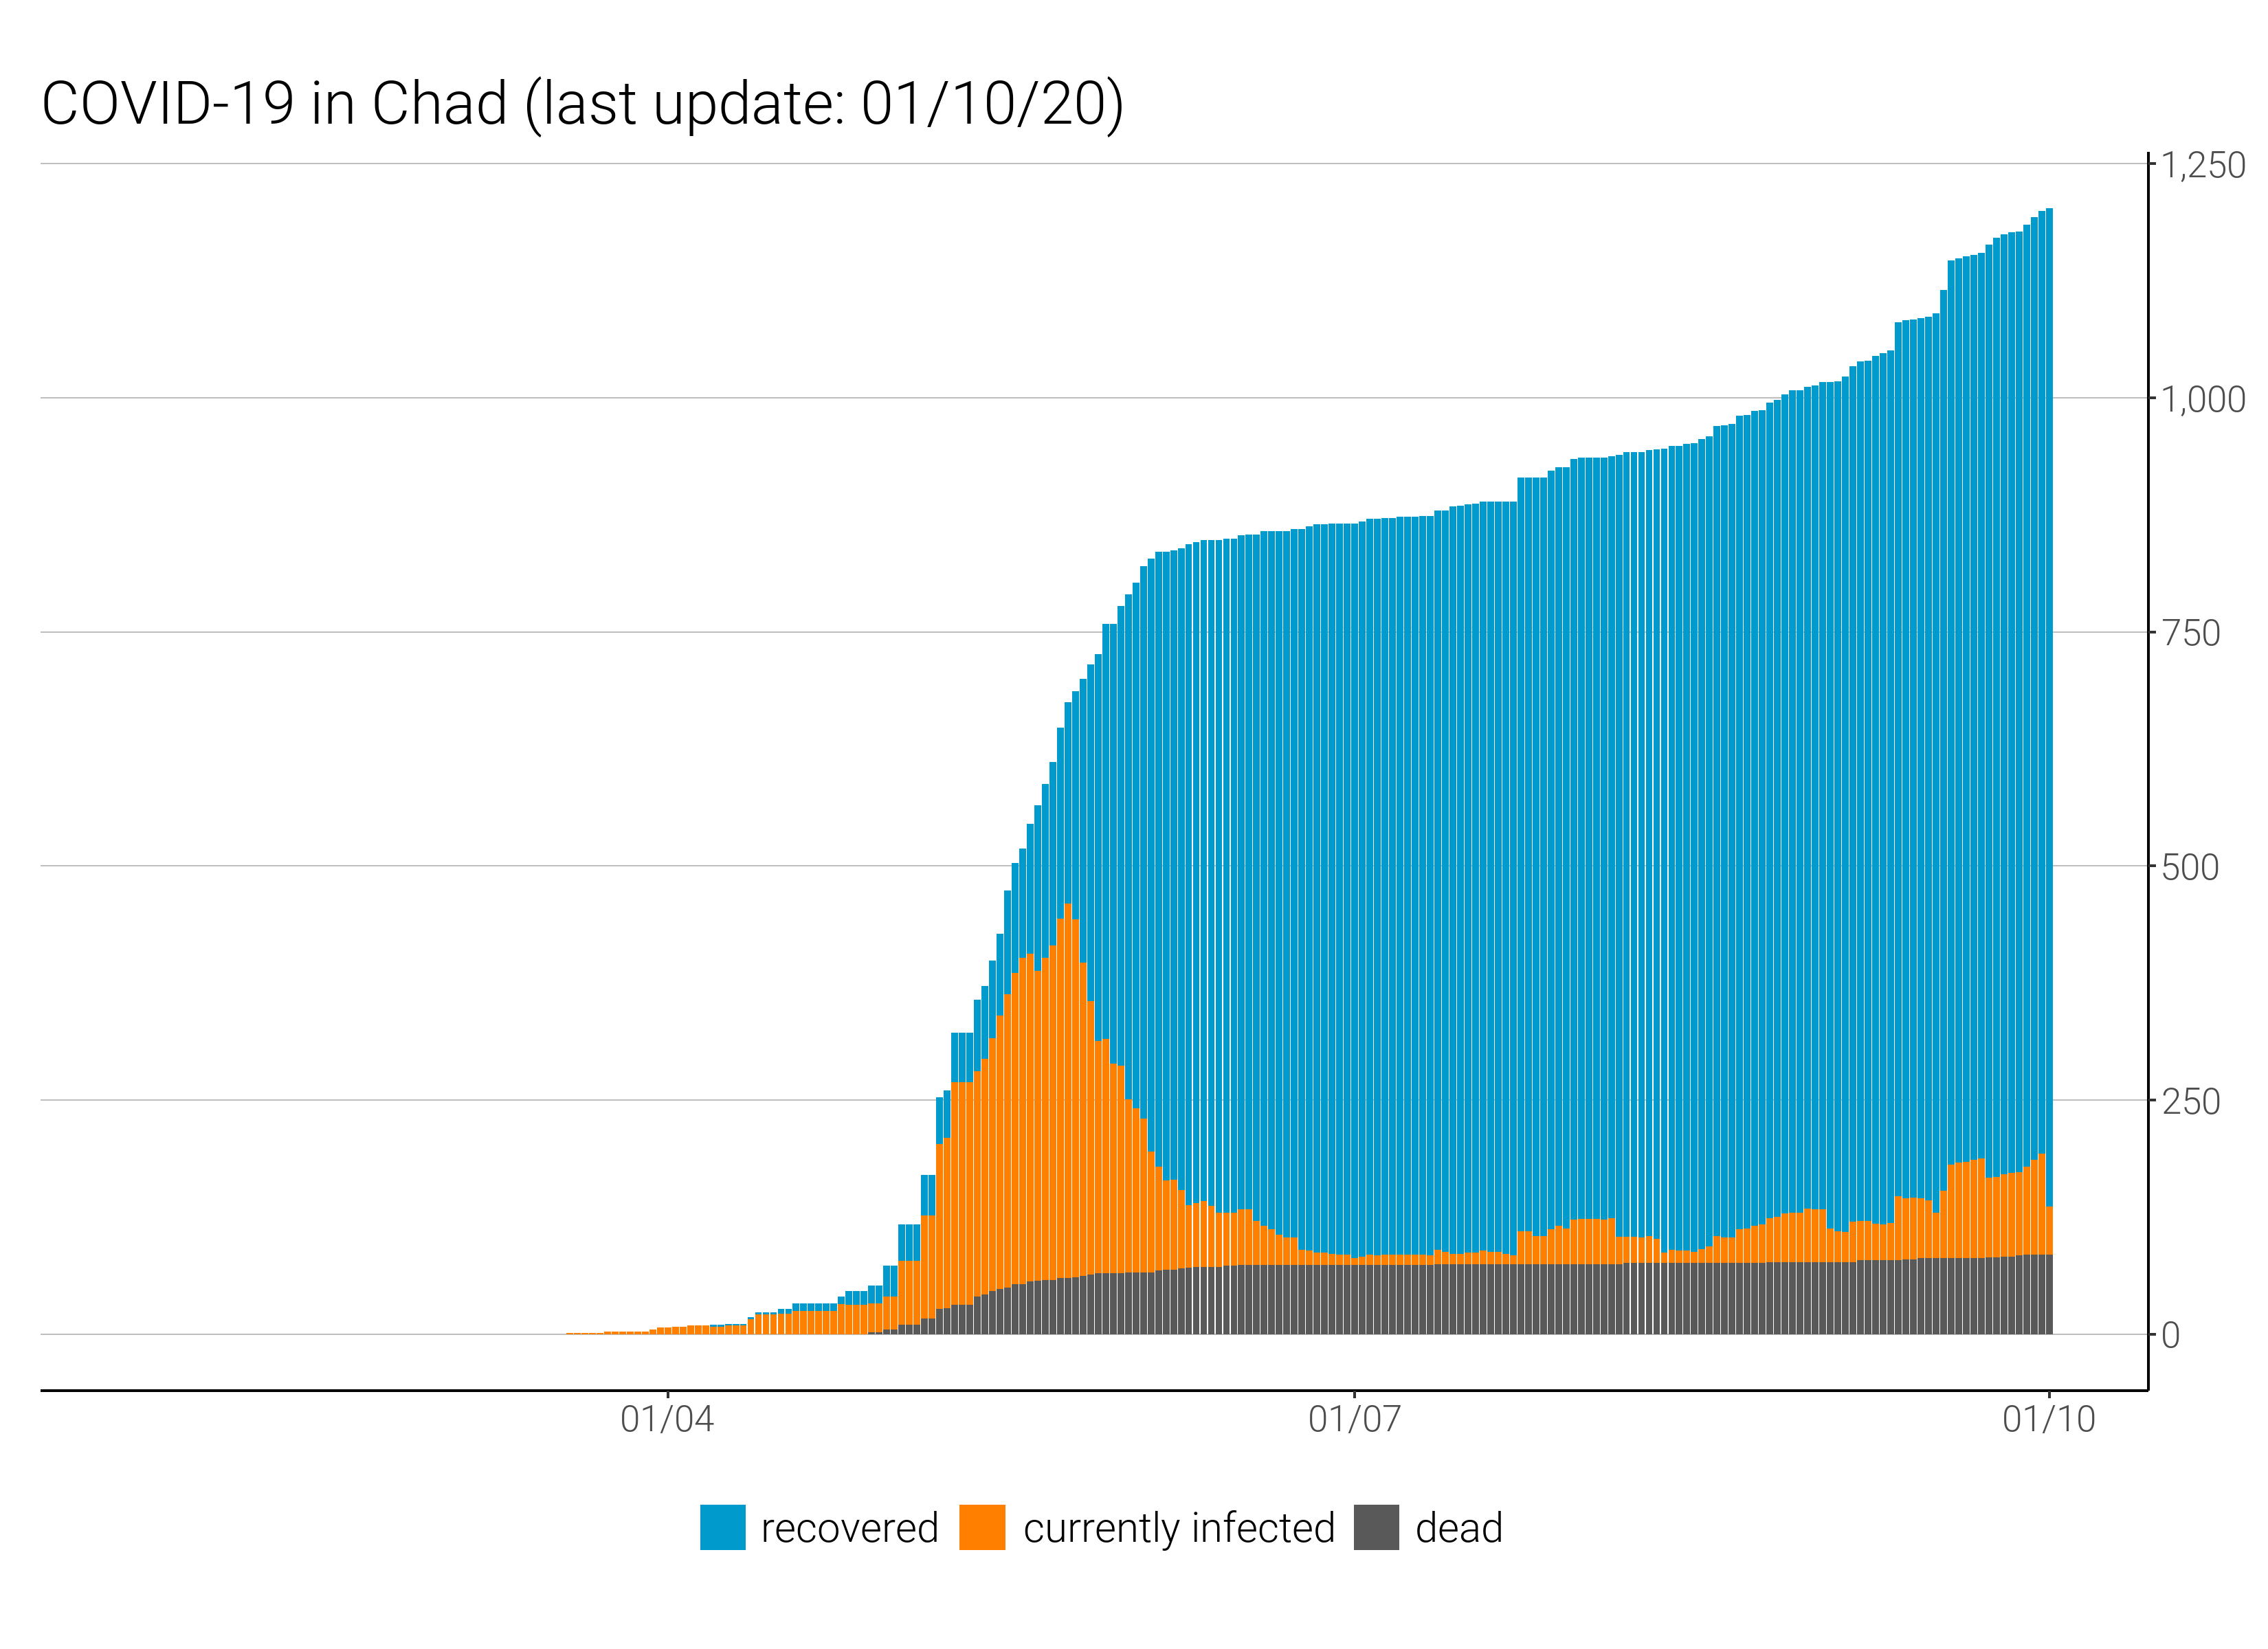 COVID-19 in Chad (last update: 01/10/20)
1,250
1,000
750
500
250
0
01/04 01/07 01/10
recovered currently infected dead